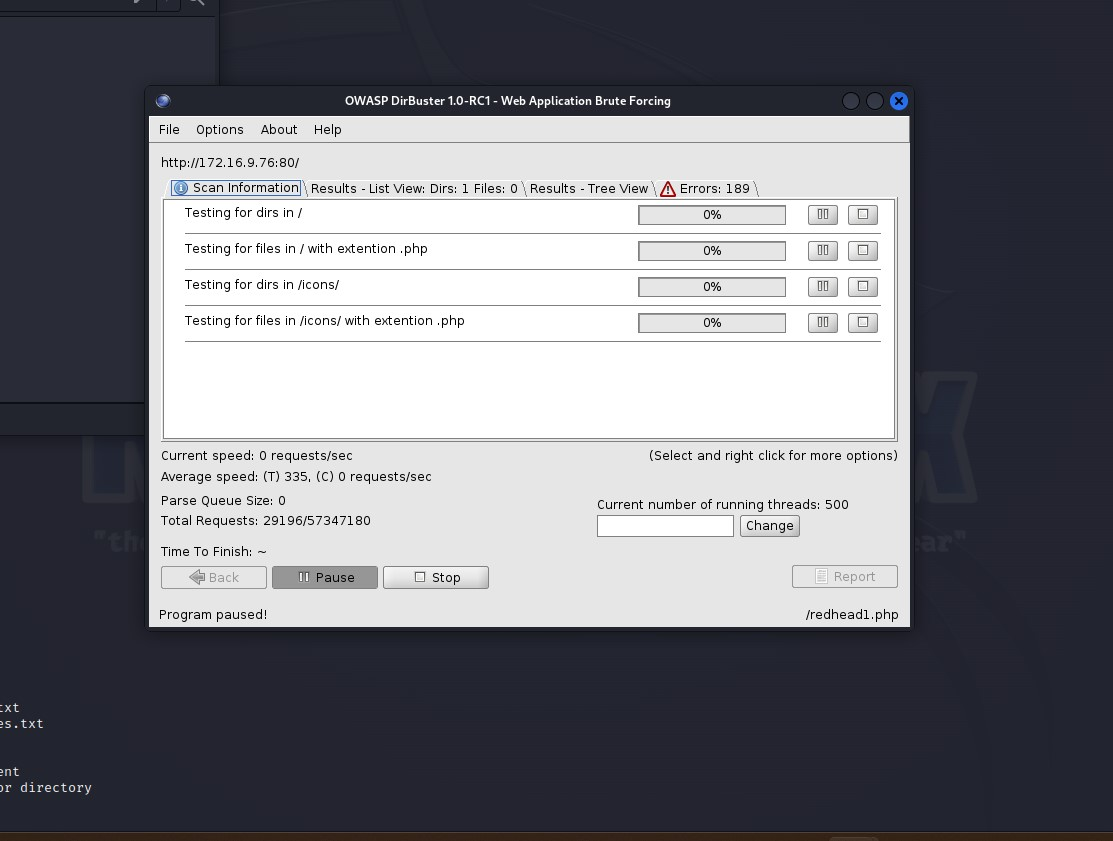 OWASP DirBuster 1.0-RC1 - Web Application Brute Forcing
File Options About Help
http://172.16.9.76:80/
Scan Information Results - List View: Dirs: 1 Files: 0 Results - Tree View Errors: 189
Testing for dirs in / 0%
Testing for files in / with extention .php 0%
Testing for dirs in /icons/ 0%
Testing for files in /icons/ with extention .php 0%
Current speed: 0 requests/sec (Select and right click for more options)
Average speed: (T) 335, (C) 0 requests/sec
Parse Queue Size: 0
Current number of running threads: 500
Total Requests: 29196/57347180
Change
Time To Finish: ~
Back Pause Stop Report
Program paused! /redhead1.php
"the
ear"
txt
es.txt
ent
or directory